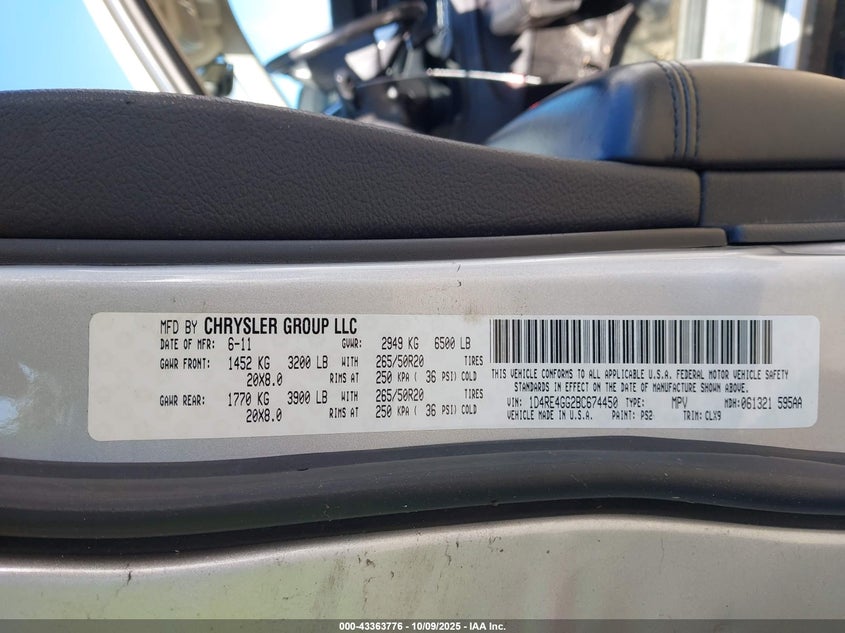 MFD BY CHRYSLER GROUP LLC
DATE OF MFR: 6-11 GVWR: 2949 KG 6500 LB
GAWR FRONT: 1452 KG 3200 LB WITH 265/50R20 TIRES
20X8.0 RIMS AT 250 KPA ( 36 PSI) COLD
GAWR REAR: 1770 KG 3900 LB WITH 265/50R20 TIRES
20X8.0 RIMS AT 250 KPA ( 36 PSI) COLD
THIS VEHICLE CONFORMS TO ALL APPLICABLE U.S.A. FEDERAL MOTOR VEHICLE SAFETY
STANDARDS IN EFFECT ON THE DATE OF MANUFACTURE SHOWN ABOVE.
VIN: 1D4RE4GG2BC674450 TYPE: MPV MDH: 061321 595AA
VEHICLE MADE IN U.S.A. PAINT: PS2 TRIM: CLX9
000-43363776 - 10/09/2025 - IAA Inc.